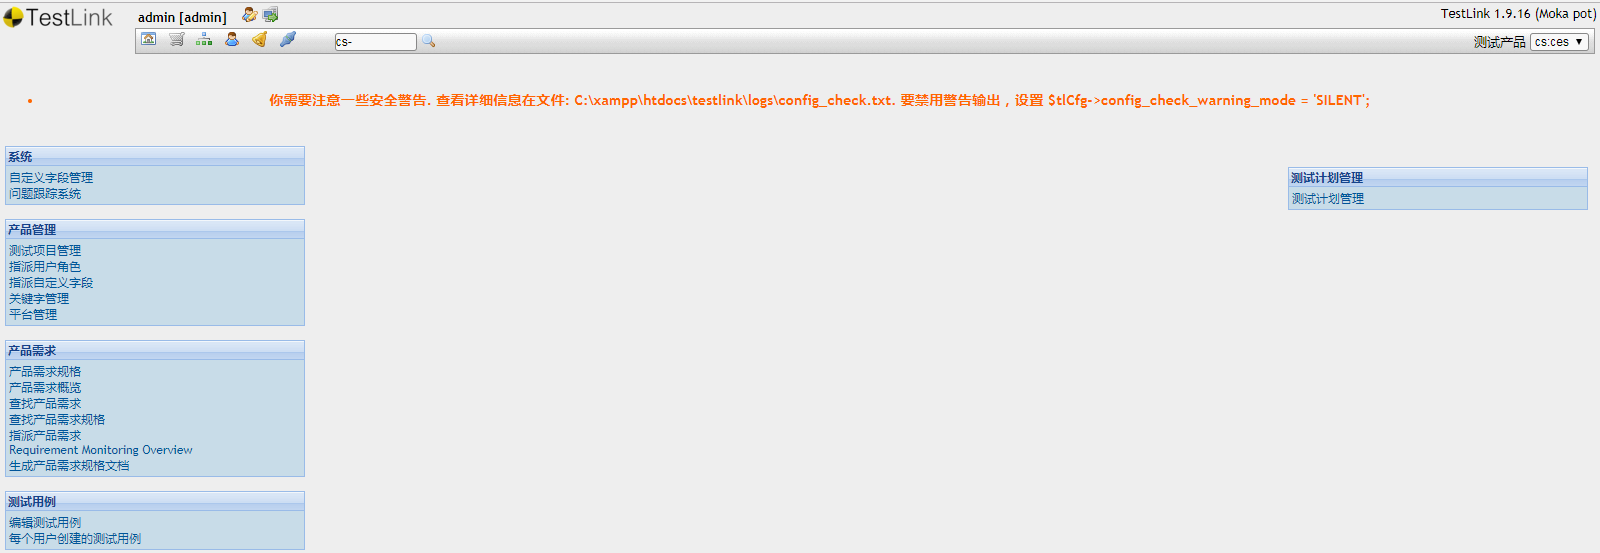 TestLink
admin [admin]
TestLink 1.9.16 (Moka pot)
cs-
测试产品 cs:ces
你需要注意一些安全警告. 查看详细信息在文件: C:\xampp\htdocs\testlink\logs\config_check.txt. 要禁用警告输出，设置 $tlCfg->config_check_warning_mode = 'SILENT';
系统
自定义字段管理
问题跟踪系统
产品管理
测试项目管理
指派用户角色
指派自定义字段
关键字管理
平台管理
产品需求
产品需求规格
产品需求概览
查找产品需求
查找产品需求规格
指派产品需求
Requirement Monitoring Overview
生成产品需求规格文档
测试用例
编辑测试用例
每个用户创建的测试用例
测试计划管理
测试计划管理